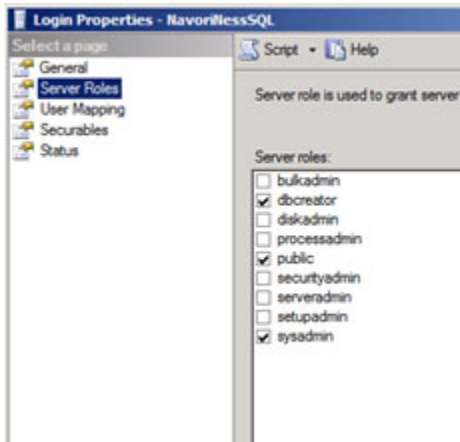 Login Properties - NavoriNessSQL
Select a page
General
Server Roles
User Mapping
Securables
Status
Script
Help
Server role is used to grant server
Server roles:
bulkadmin
dbcreator
diskadmin
processadmin
public
securityadmin
serveradmin
setupadmin
sysadmin